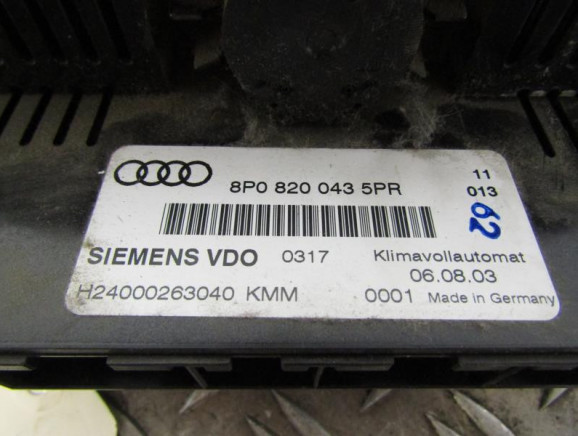 8P0 820 043 5PR
11
013
62
SIEMENS VDO 0317 Klimavollautomat
06.08.03
H24000263040 KMM 0001 Made in Germany